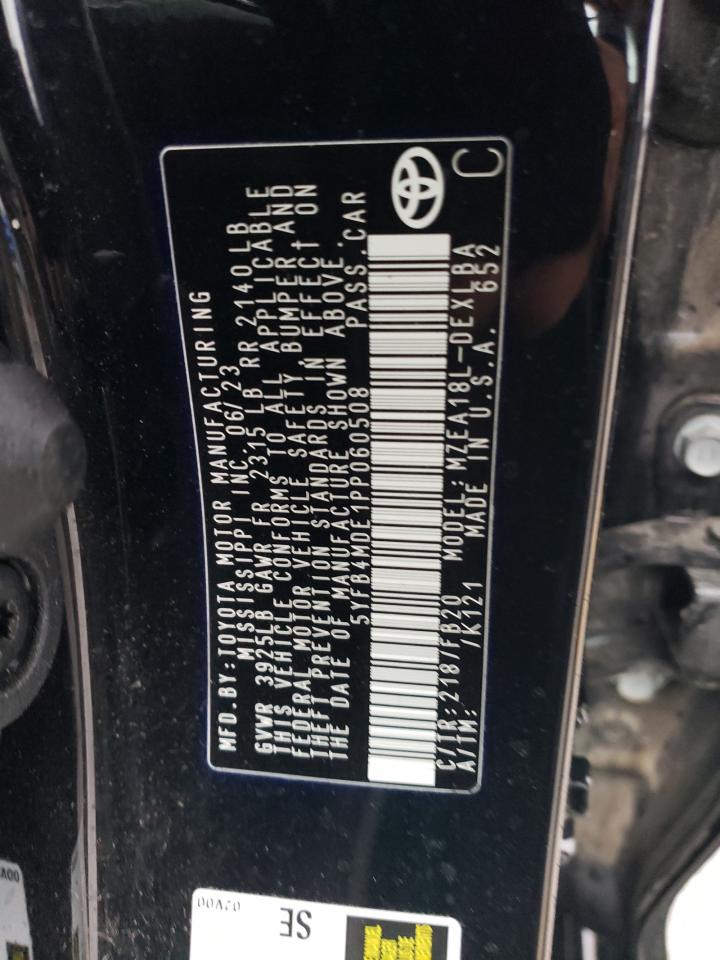 MFD.BY:TOYOTA MOTOR MANUFACTURING
MISSISSIPPI INC. 06/23
GVWR 3925LB GAWR FR 2315 LB RR 2140 LB
THIS VEHICLE CONFORMS TO ALL APPLICABLE
FEDERAL MOTOR VEHICLE SAFETY, BUMPER AND
THEFT PREVENTION STANDARDS IN EFFECT ON
THE DATE OF MANUFACTURE SHOWN ABOVE.
5YFB4MDE1PP060508 PASS.CAR
C/TR:218 /FB20 MODEL:MZEA18L-DEXLBA
A/TM: /K121 MADE IN U.S.A. 652
C
02V00
SE